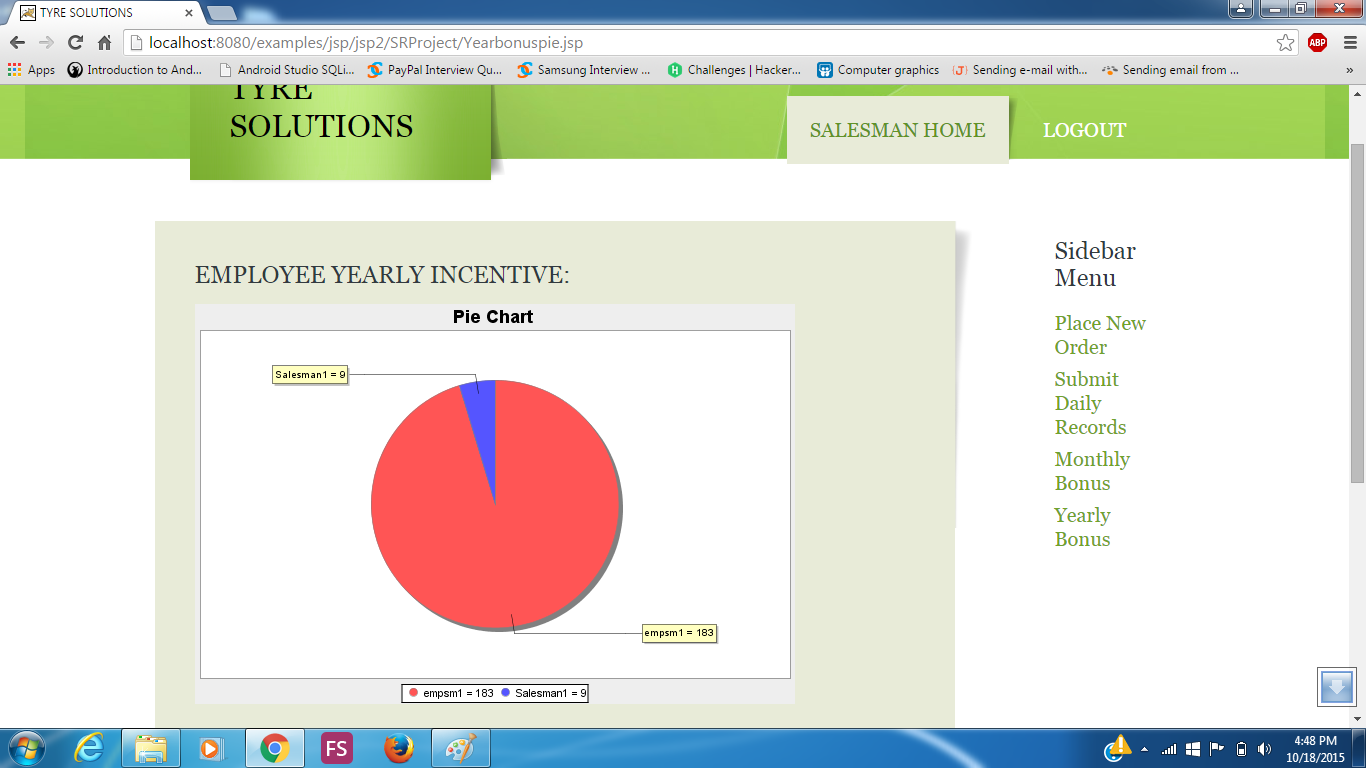 TYRE SOLUTIONS
localhost:8080/examples/jsp/jsp2/SRProject/Yearbonuspie.jsp
ABP
Apps
Introduction to And...
Android Studio SQLi...
PayPal Interview Qu...
Samsung Interview ...
Challenges | Hacker...
Computer graphics
Sending e-mail with...
Sending email from ...
»
TYRE
SOLUTIONS
SALESMAN HOME
LOGOUT
EMPLOYEE YEARLY INCENTIVE:
Pie Chart
Salesman1 = 9
empsm1 = 183
empsm1 = 183 Salesman1 = 9
Sidebar
Menu
Place New
Order
Submit
Daily
Records
Monthly
Bonus
Yearly
Bonus
FS
4:48 PM
10/18/2015